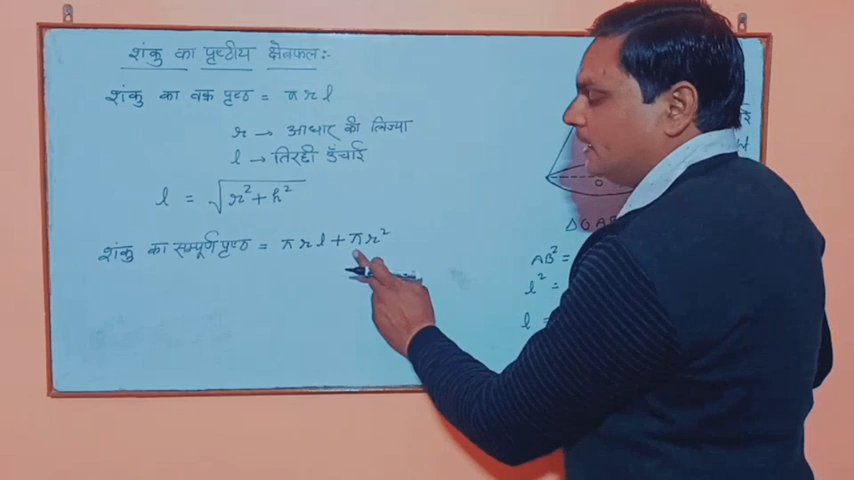 शंकु का पृष्ठीय क्षेत्रफल:-
शंकु का वक्र पृष्ठ = πrl
r → आधार की त्रिज्या
l → तिरछी ऊँचाई
l = √r²+h²
शंकु का सम्पूर्ण पृष्ठ = πrl+πr²
O
AB² =
l² =
l =